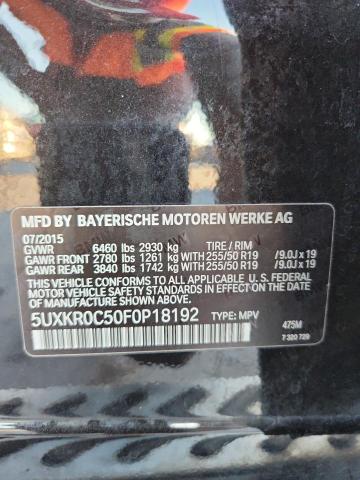 MFD BY BAYERISCHE MOTOREN WERKE AG
07/2015
GVWR 6460 lbs 2930 kg TIRE / RIM
GAWR FRONT 2780 lbs 1261 kg WITH 255/50 R19 /9.0J x 19
GAWR REAR 3840 lbs 1742 kg WITH 255/50 R19 /9.0J x 19
THIS VEHICLE CONFORMS TO ALL APPLICABLE
U.S. FEDERAL MOTOR VEHICLE SAFETY
STANDARDS IN EFFECT ON THE DATE OF
MANUFACTURE SHOWN ABOVE.
5UXKR0C50F0P18192 TYPE: MPV
475M
7 320 729